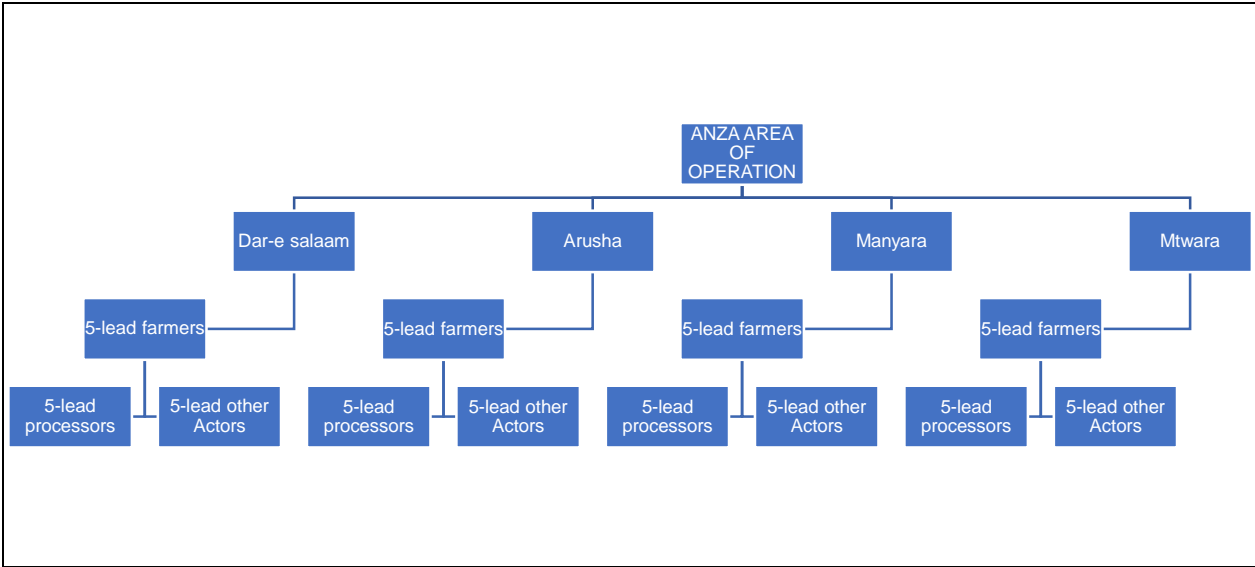 ANZA AREA
OF
OPERATION
Dar-e salaam
Arusha
Manyara
Mtwara
5-lead farmers
5-lead farmers
5-lead farmers
5-lead farmers
5-lead
processors
5-lead other
Actors
5-lead
processors
5-lead other
Actors
5-lead
processors
5-lead other
Actors
5-lead
processors
5-lead other
Actors